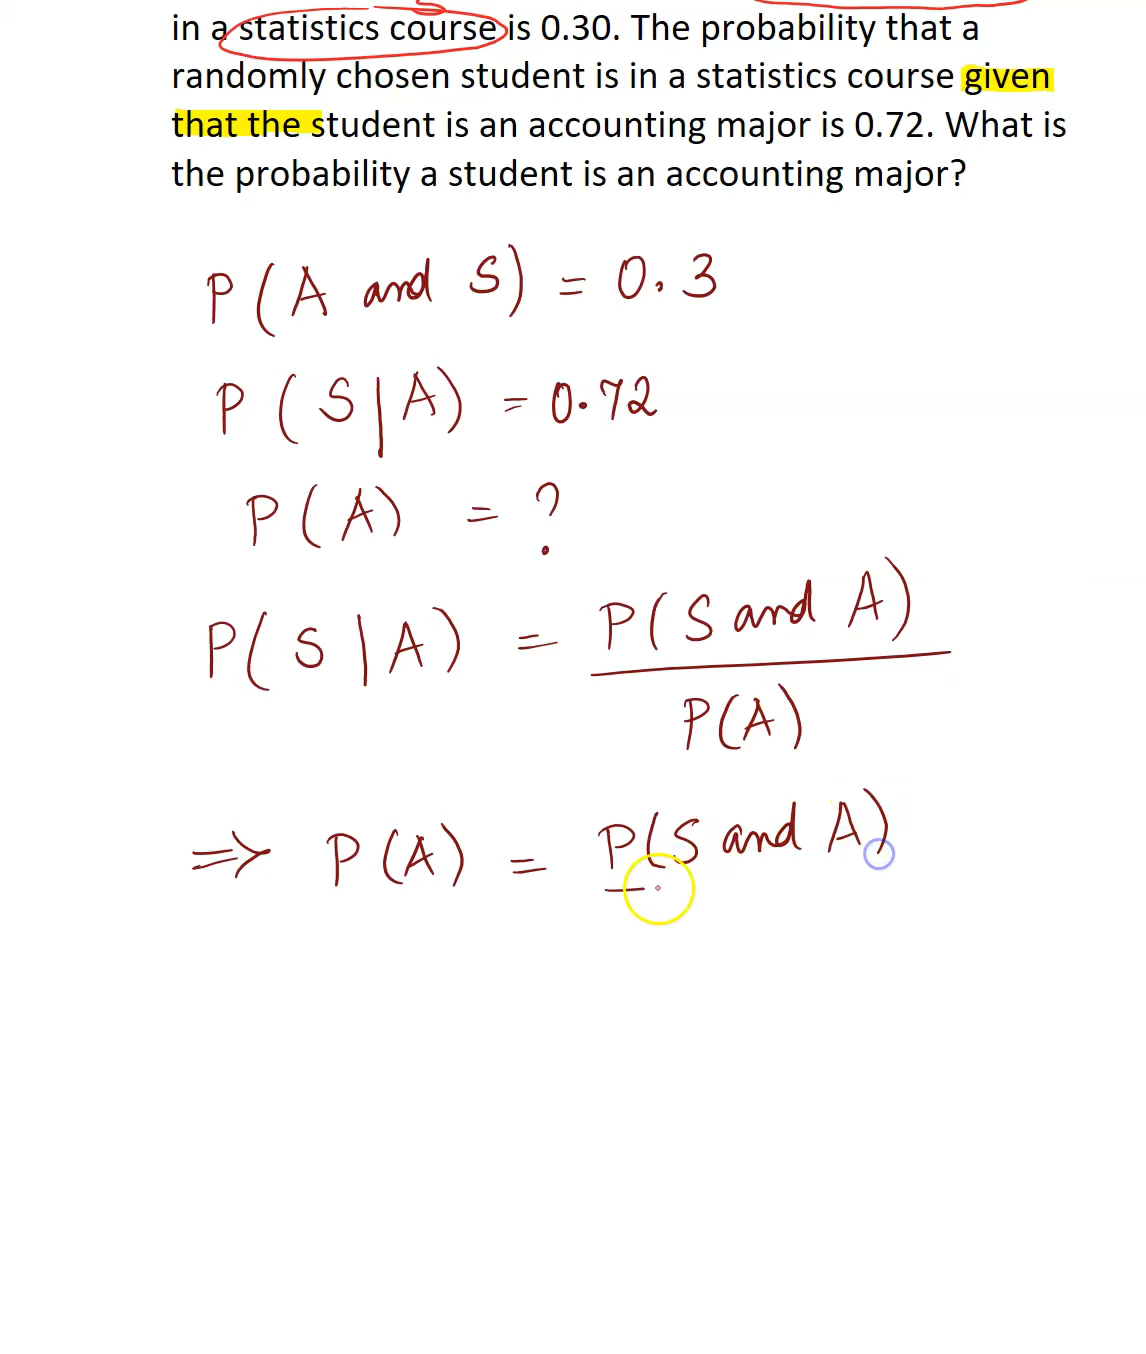 in a statistics course is 0.30. The probability that a
randomly chosen student is in a statistics course given
that the student is an accounting major is 0.72. What is
the probability a student is an accounting major?
P(A and S) = 0.3
P(S|A) = 0.72
P(A) = ?
P(S|A) = P(S and A)
P(A)
⇒ P(A) = P(S and A)